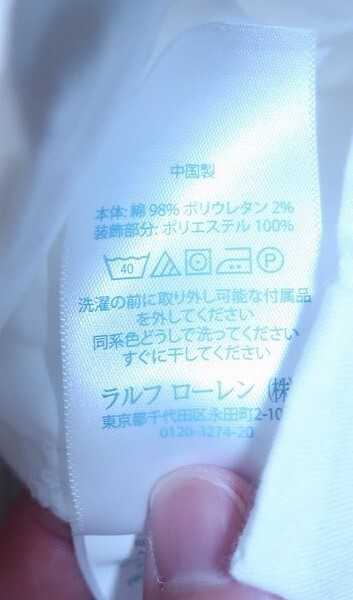 中国製
本体: 綿 98% ポリウレタン 2%
装飾部分: ポリエステル 100%
40 P
洗濯の前に取り外し可能な付属品
を外してください
同系色どうしで洗ってください
すぐに干してください
ラルフ ローレン (株)
東京都千代田区永田町2-10
0120-3274-20